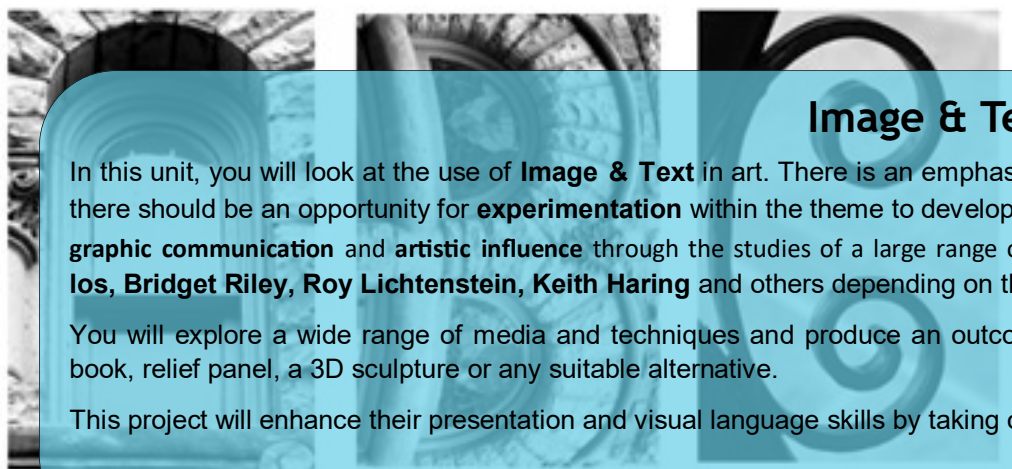 Image & Te
In this unit, you will look at the use of Image & Text in art. There is an emphas
there should be an opportunity for experimentation within the theme to develop
graphic communication and artistic influence through the studies of a large range
los, Bridget Riley, Roy Lichtenstein, Keith Haring and others depending on th
You will explore a wide range of media and techniques and produce an outco
book, relief panel, a 3D sculpture or any suitable alternative.
This project will enhance their presentation and visual language skills by taking